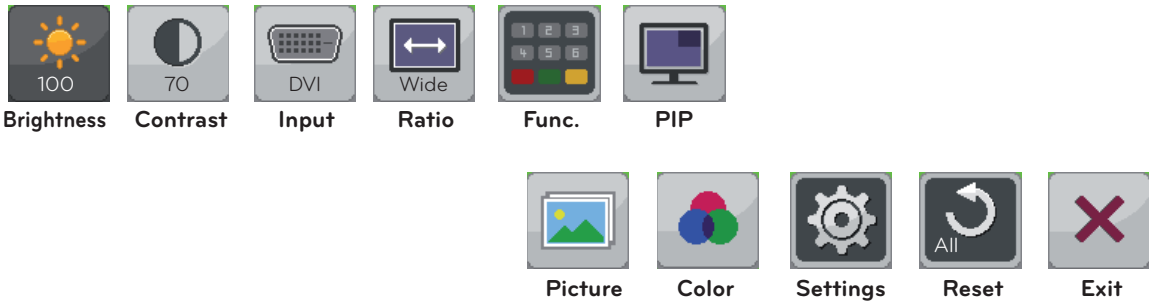 100 70 DVI Wide 1 2 3
4 5 6
Brightness Contrast Input Ratio Func. PIP
All
Picture Color Settings Reset Exit